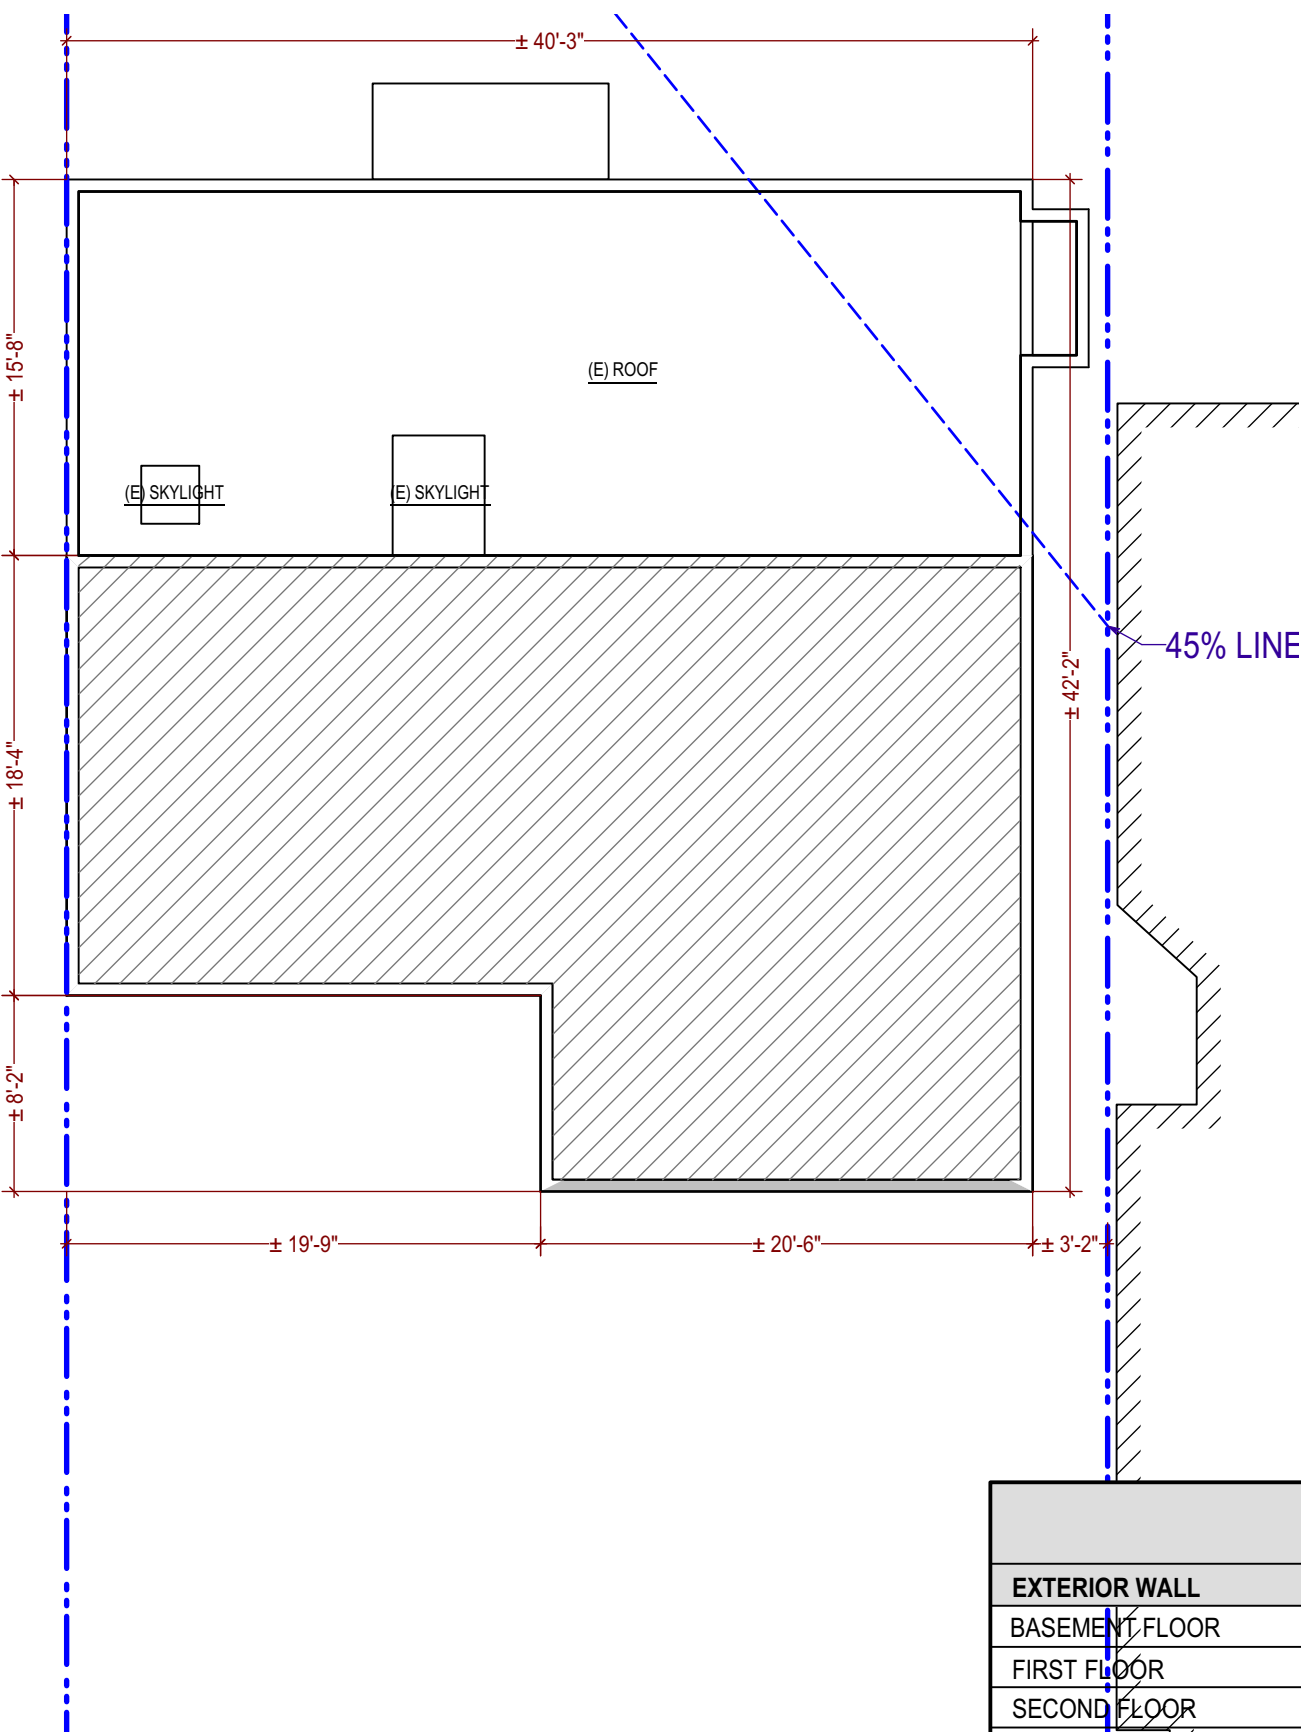 ± 40'-3"
± 15'-8"
(E) ROOF
(E) SKYLIGHT
(E) SKYLIGHT
45% LINE
± 42'-2"
± 18'-4"
± 8'-2"
± 19'-9"
± 20'-6"
± 3'-2"
EXTERIOR WALL
BASEMENT FLOOR
FIRST FLOOR
SECOND FLOOR